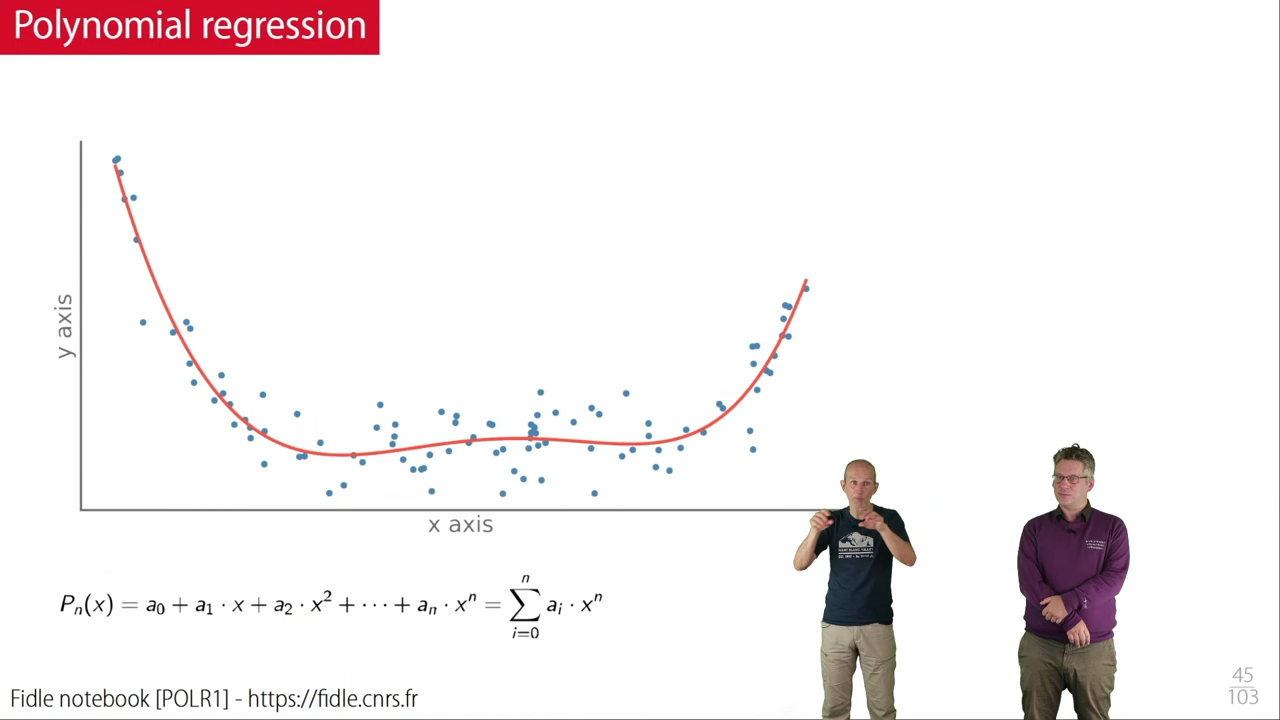 Polynomial regression
y axis
x axis
Pₙ(x) = a₀ + a₁ · x + a₂ · x² + · · · + aₙ · xⁿ = ∑ᵢ₌₀ⁿ aᵢ · xⁿ
Fidle notebook [POLR1] - https://fidle.cnrs.fr
45
103